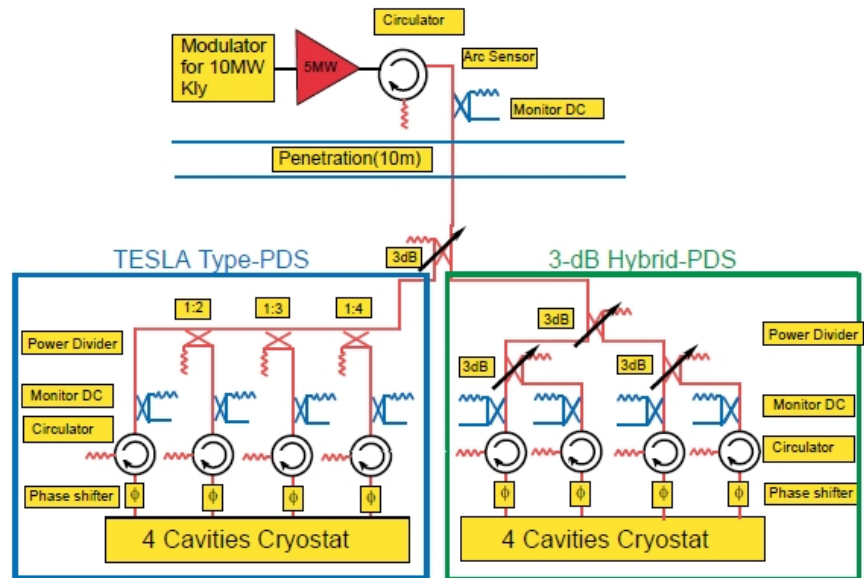 Circulator
Modulator
for 10MW
Kly
5MW
Arc Sensor
Monitor DC
Penetration(10m)
3dB
TESLA Type-PDS
3-dB Hybrid-PDS
1:2
1:3
1:4
Power Divider
Monitor DC
Circulator
Phase shifter
ϕ
ϕ
ϕ
ϕ
4 Cavities Cryostat
3dB
Power Divider
3dB
3dB
Monitor DC
Circulator
Phase shifter
ϕ
ϕ
ϕ
ϕ
4 Cavities Cryostat